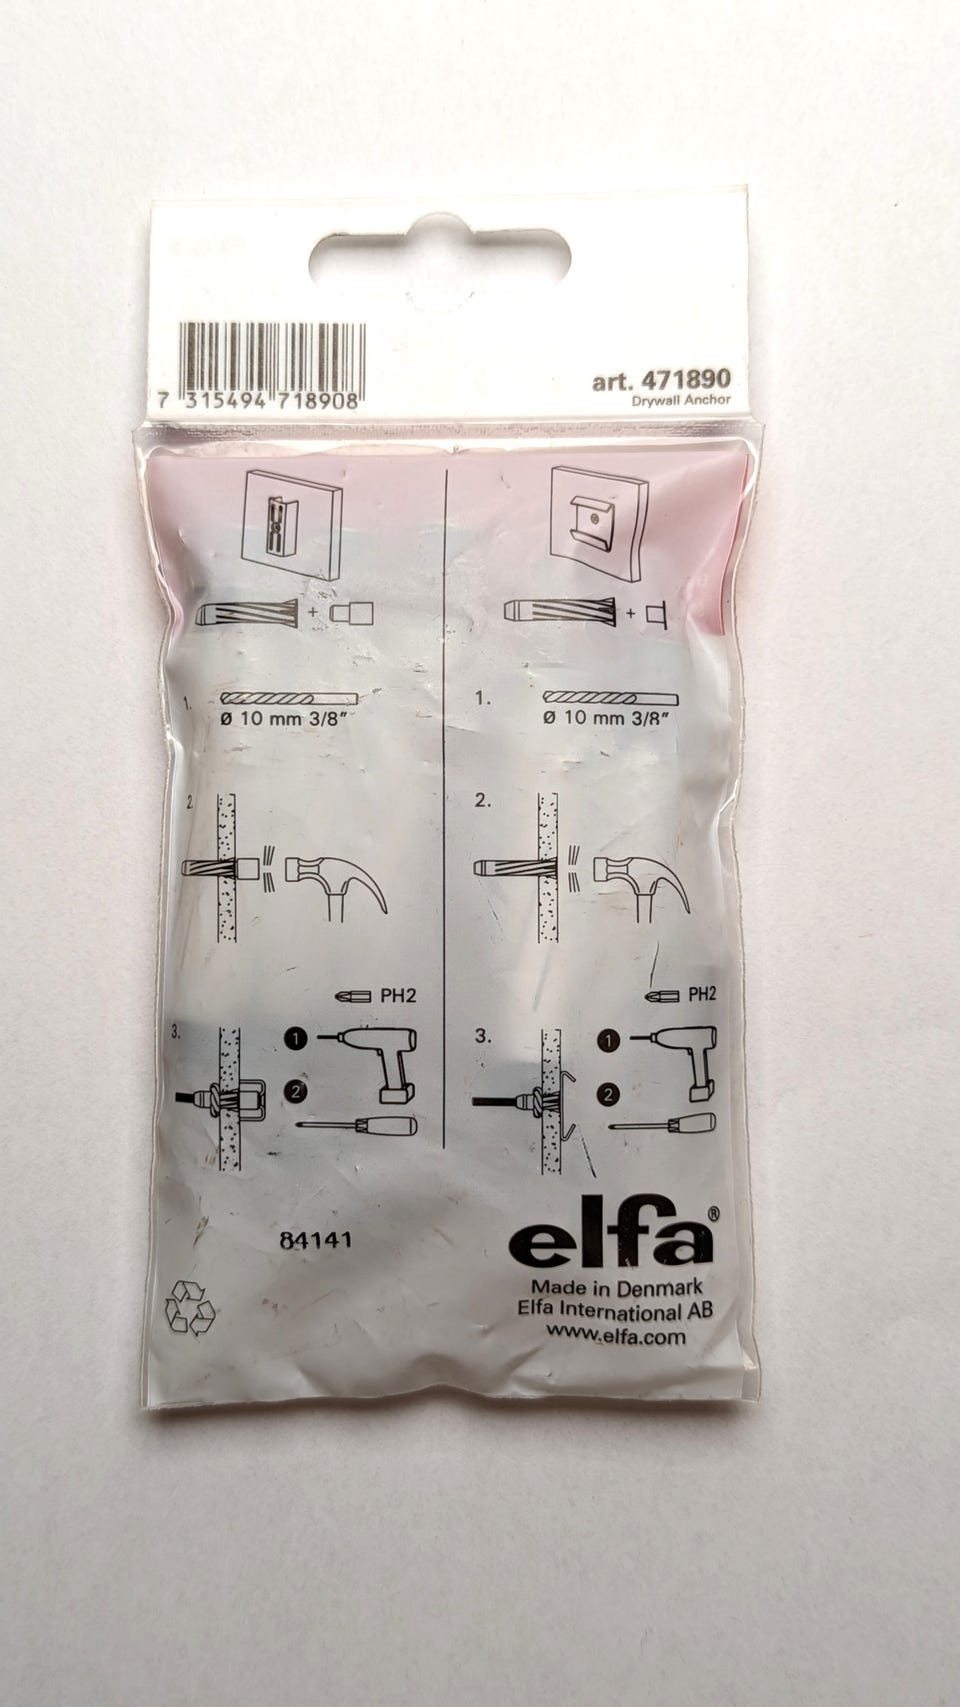 7 315494 718908
art. 471890
Drywall Anchor
+
+
1.
Ø 10 mm 3/8"
1.
Ø 10 mm 3/8"
2.
2.
PH2
PH2
3.
1
2
3.
1
2
84141
elfa®
Made in Denmark
Elfa International AB
www.elfa.com